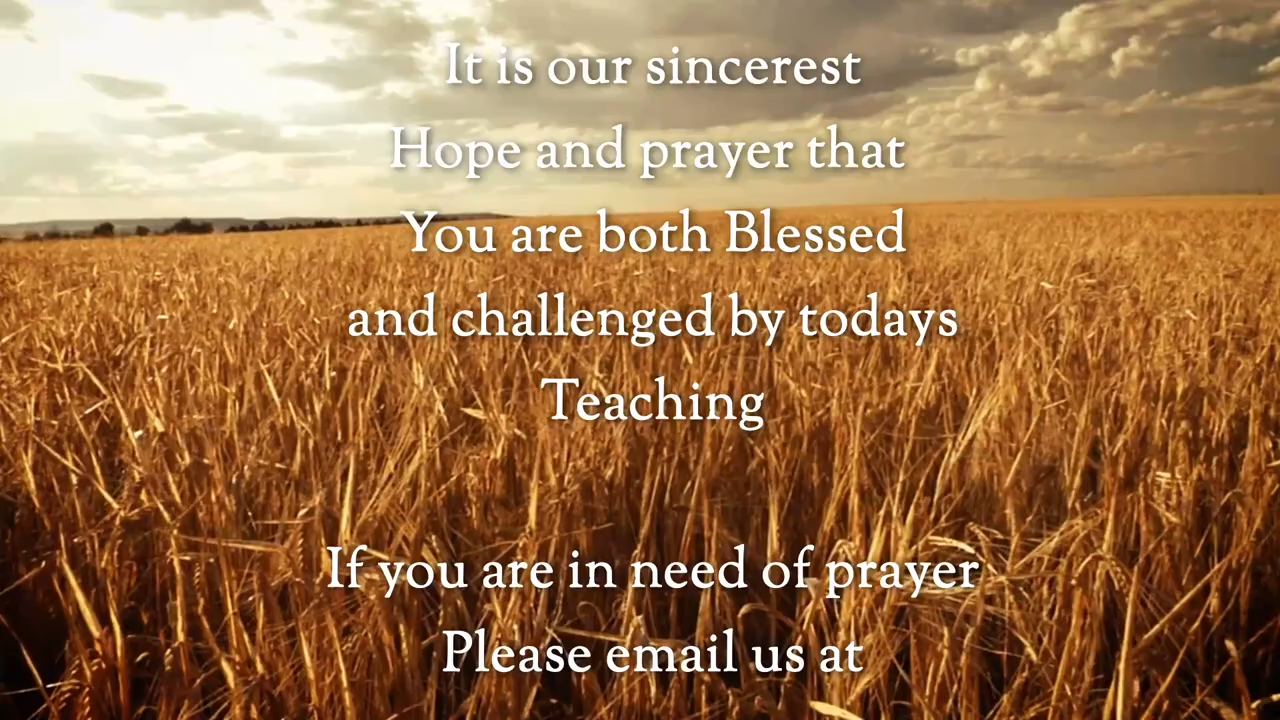 It is our sincerest
Hope and prayer that
You are both Blessed
and challenged by todays
Teaching
If you are in need of prayer
Please email us at